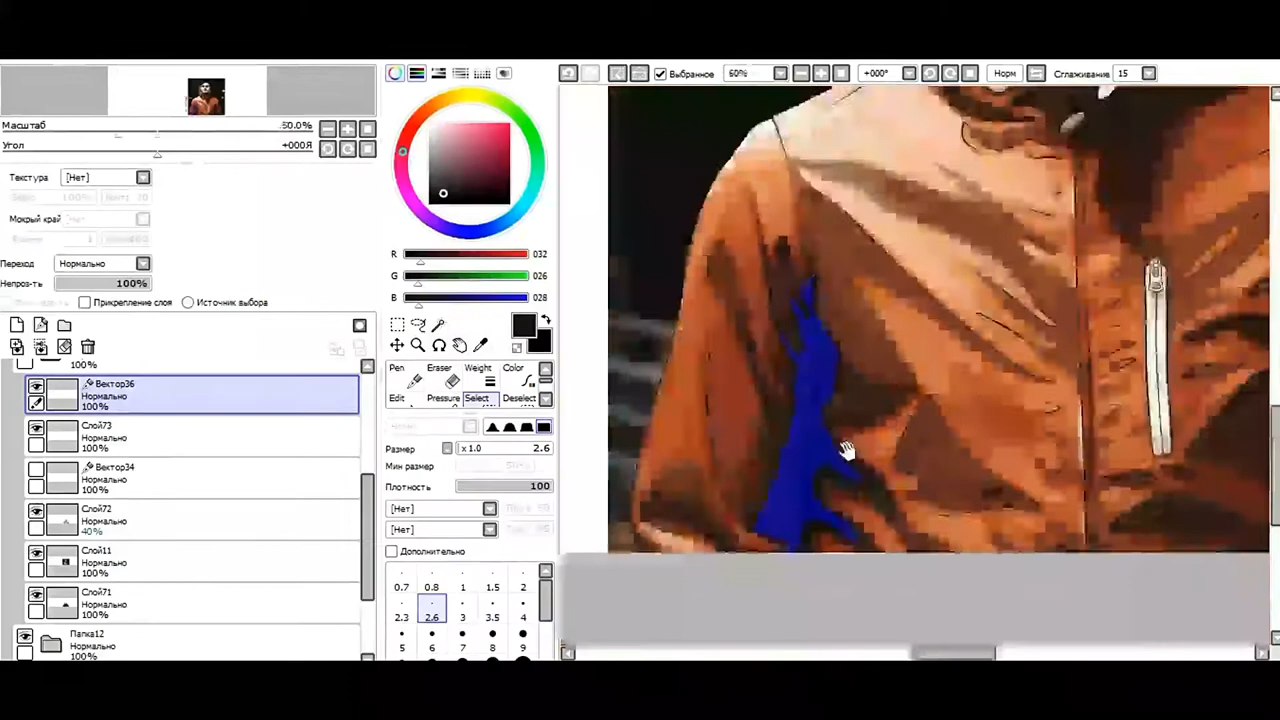 Выбранное 60% +000° Норм Сглаживание 15
Масштаб 50.0%
Угол +000Я
Текстура [Нет]
Мокрый край [Нет]
Переход Нормально
Непроз-ть 100%
Прикрепление слоя Источник выбора
100%
Вектор36
Нормально
100%
Слой73
Нормально
100%
Вектор34
Нормально
100%
Слой72
Нормально
40%
Слой11
Нормально
100%
Слой71
Нормально
100%
Папка12
Нормально
100%
R 032
G 026
B 028
Pen Eraser Weight Color
Edit Pressure Select Deselect
Размер x 1.0 2.6
Мин размер
Плотность 100
[Нет]
[Нет]
Дополнительно
0.7 0.8 1 1.5 2
2.3 2.6 3 3.5 4
5 6 7 8 9